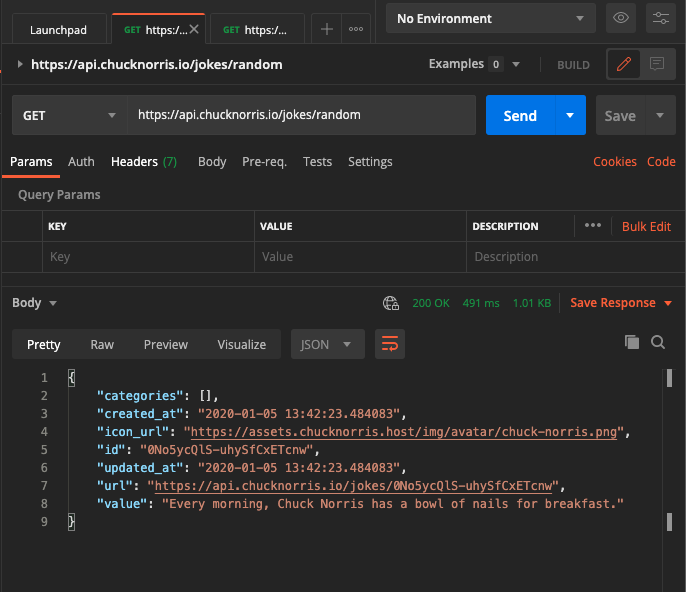 Launchpad GET https:/... GET https:/... No Environment
https://api.chucknorris.io/jokes/random Examples 0 BUILD
GET https://api.chucknorris.io/jokes/random Send Save
Params Auth Headers (7) Body Pre-req. Tests Settings Cookies Code
Query Params
KEY VALUE DESCRIPTION Bulk Edit
Key Value Description
Body 200 OK 491 ms 1.01 KB Save Response
Pretty Raw Preview Visualize JSON
1 {
2 "categories": [],
3 "created_at": "2020-01-05 13:42:23.484083",
4 "icon_url": "https://assets.chucknorris.host/img/avatar/chuck-norris.png",
5 "id": "0No5ycQlS-uhySfCxETcnw",
6 "updated_at": "2020-01-05 13:42:23.484083",
7 "url": "https://api.chucknorris.io/jokes/0No5ycQlS-uhySfCxETcnw",
8 "value": "Every morning, Chuck Norris has a bowl of nails for breakfast."
9 }